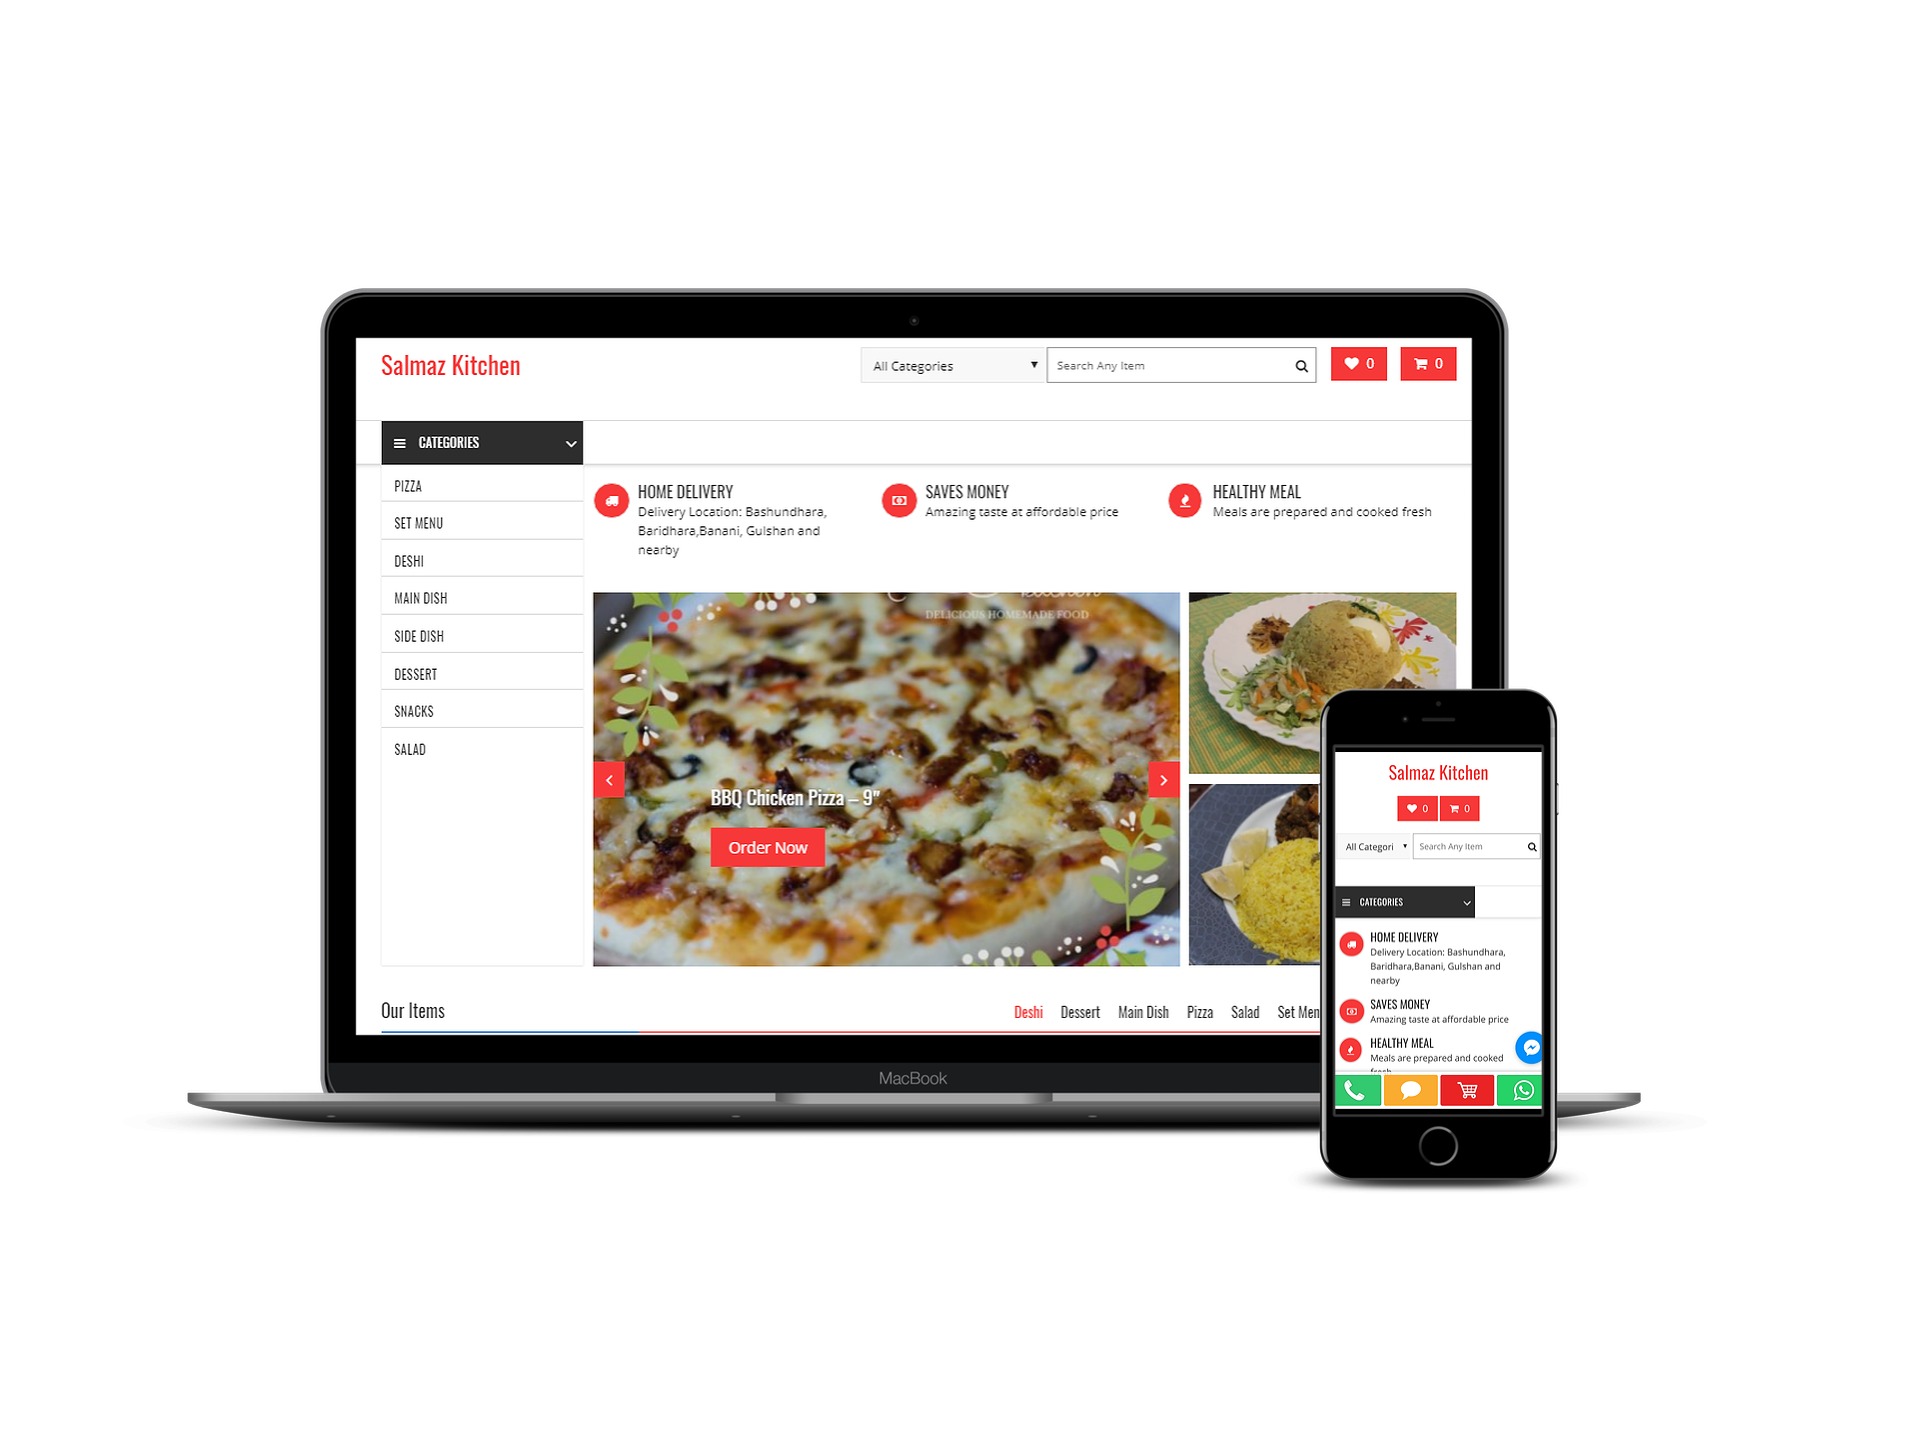 Salmaz Kitchen
All Categories
Search Any Item
0
0
CATEGORIES
PIZZA
SET MENU
DESHI
MAIN DISH
SIDE DISH
DESSERT
SNACKS
SALAD
HOME DELIVERY
Delivery Location: Bashundhara,
Baridhara,Banani, Gulshan and
nearby
SAVES MONEY
Amazing taste at affordable price
HEALTHY MEAL
Meals are prepared and cooked fresh
kitchen
DELICIOUS HOMEMADE FOOD
BBQ Chicken Pizza – 9"
Order Now
Our Items
Deshi Dessert Main Dish Pizza Salad Set Men
MacBook
Salmaz Kitchen
0
0
All Categori
Search Any Item
CATEGORIES
HOME DELIVERY
Delivery Location: Bashundhara,
Baridhara,Banani, Gulshan and
nearby
SAVES MONEY
Amazing taste at affordable price
HEALTHY MEAL
Meals are prepared and cooked
fresh